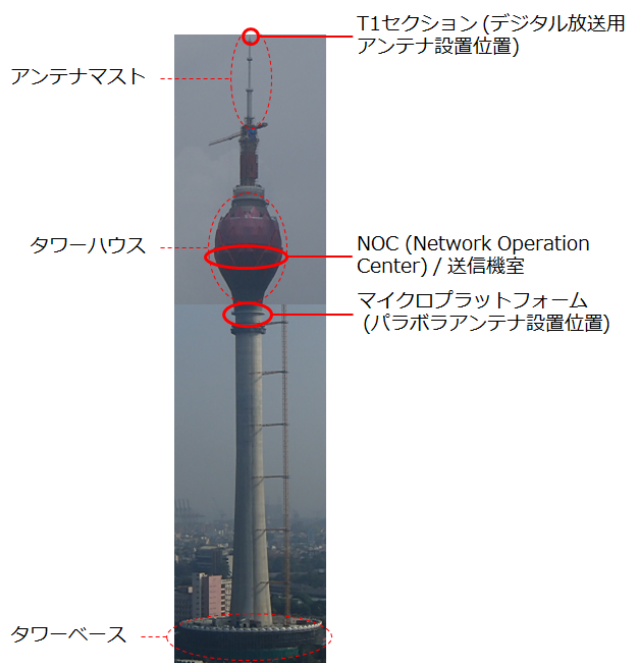 T1セクション (デジタル放送用
アンテナ設置位置)
アンテナマスト
タワーハウス
NOC (Network Operation
Center) / 送信機室
マイクロプラットフォーム
(パラボラアンテナ設置位置)
タワーベース